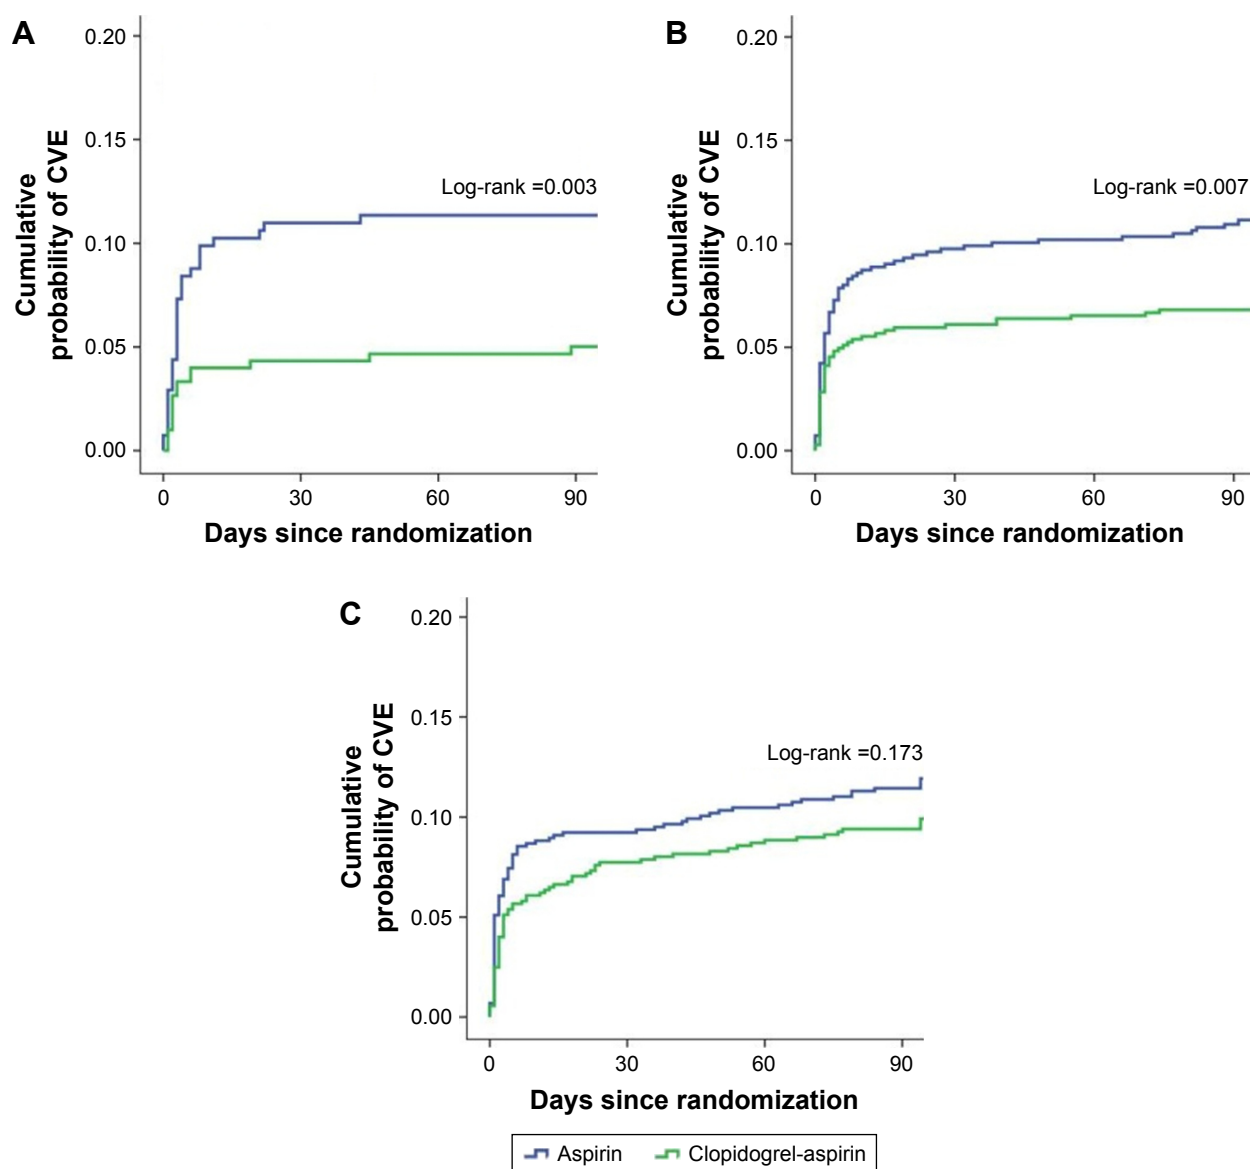 A
0.20
0.15
0.10
0.05
0.00
Cumulative
probability of CVE
Log-rank =0.003
0 30 60 90
Days since randomization
B
0.20
0.15
0.10
0.05
0.00
Cumulative
probability of CVE
Log-rank =0.007
0 30 60 90
Days since randomization
C
0.20
0.15
0.10
0.05
0.00
Cumulative
probability of CVE
Log-rank =0.173
0 30 60 90
Days since randomization
Aspirin Clopidogrel-aspirin